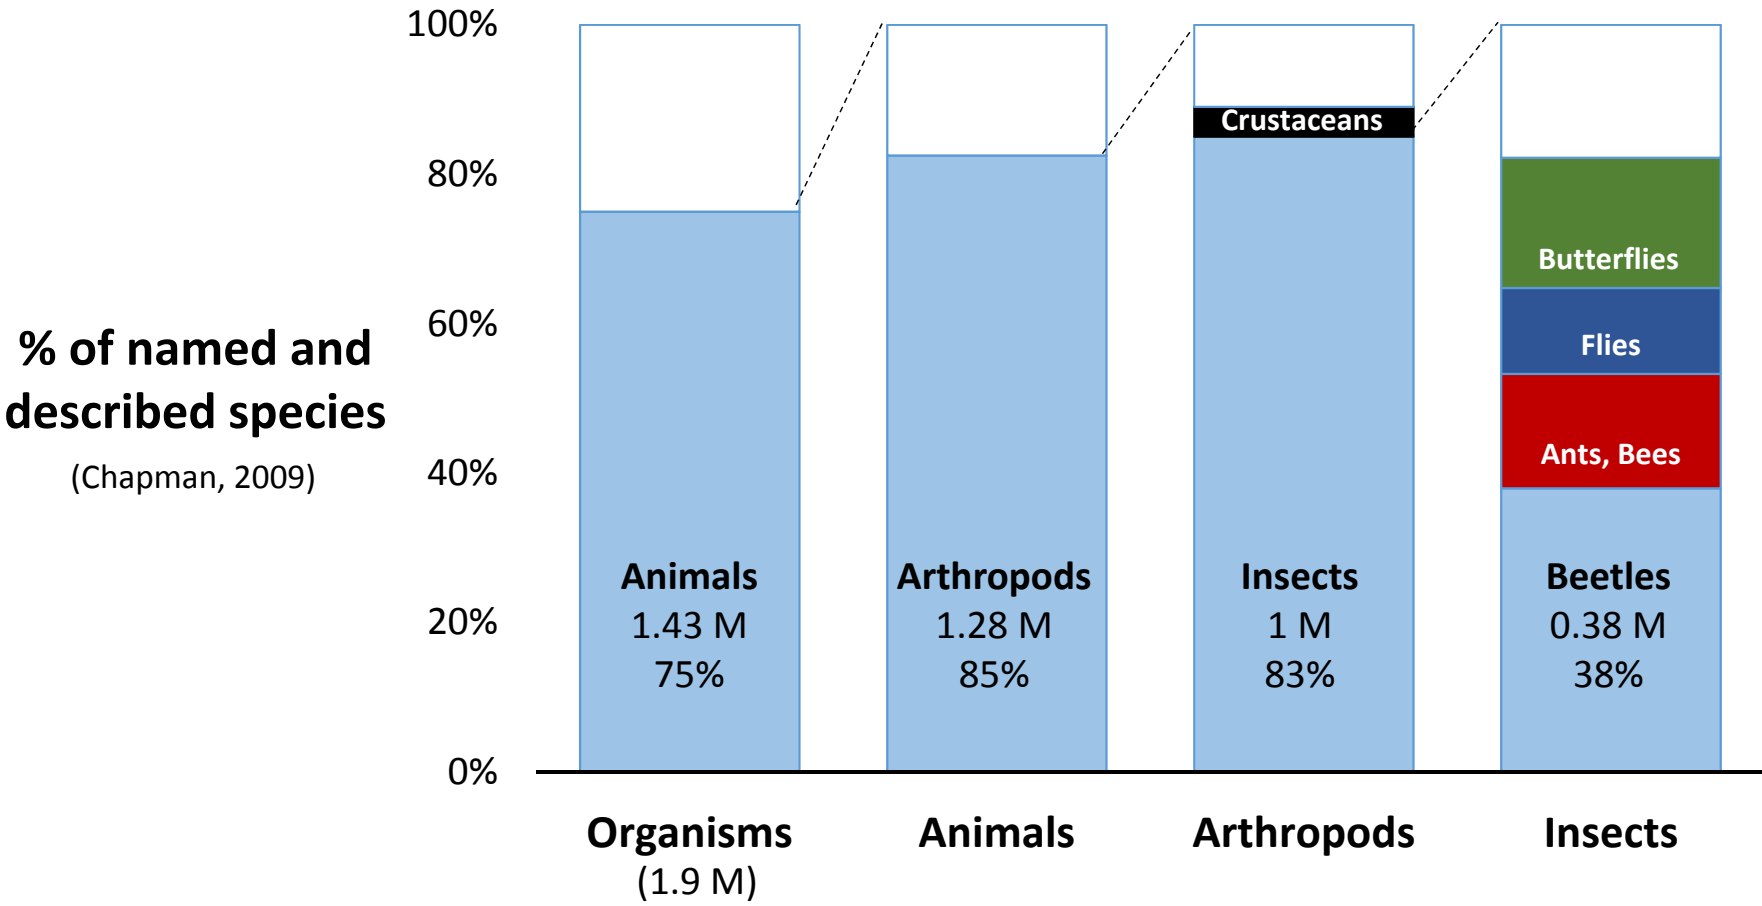 100%
80%
60%
40%
20%
0%
% of named and
described species
(Chapman, 2009)
Animals
1.43 M
75%
Arthropods
1.28 M
85%
Crustaceans
Insects
1 M
83%
Butterflies
Flies
Ants, Bees
Beetles
0.38 M
38%
Organisms
(1.9 M)
Animals
Arthropods
Insects